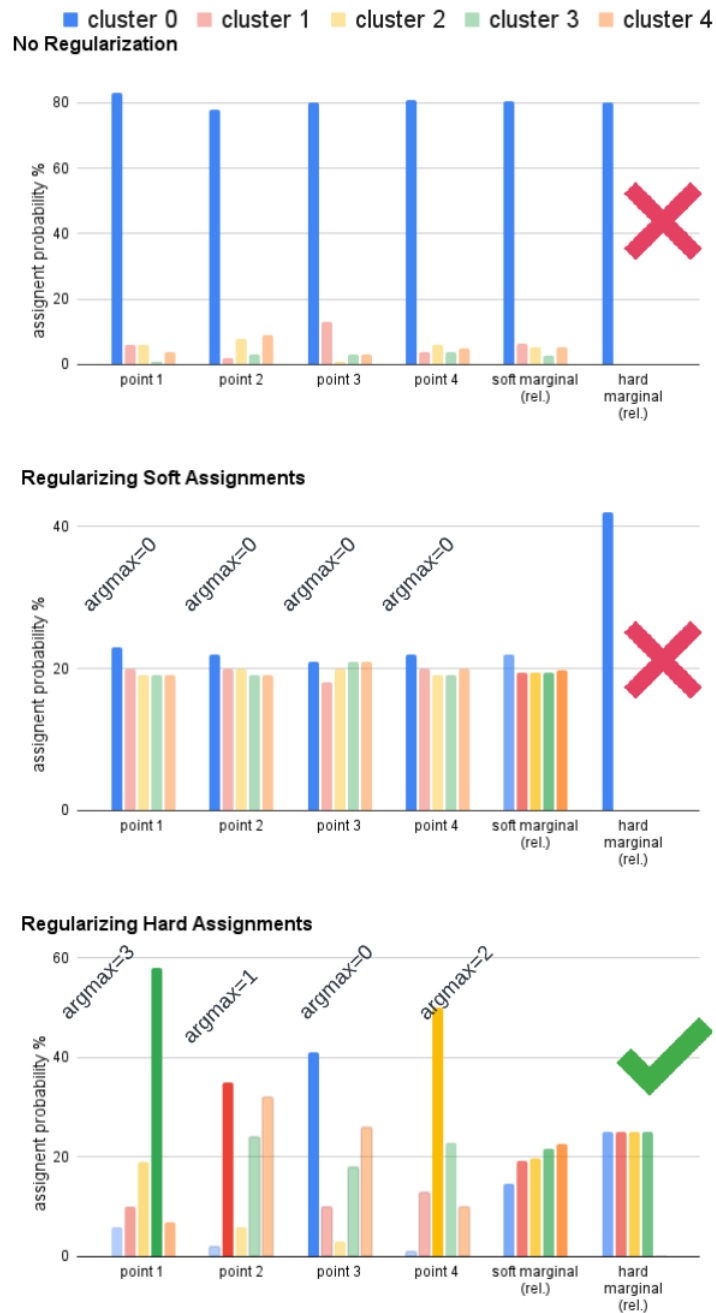 cluster 0 cluster 1 cluster 2 cluster 3 cluster 4
No Regularization
assignent probability %
80
60
40
20
0
point 1 point 2 point 3 point 4 soft marginal (rel.) hard marginal (rel.)
Regularizing Soft Assignments
assignent probability %
argmax=0 argmax=0 argmax=0 argmax=0
40
20
0
point 1 point 2 point 3 point 4 soft marginal (rel.) hard marginal (rel.)
Regularizing Hard Assignments
assignent probability %
argmax=3 argmax=1 argmax=0 argmax=2
60
40
20
0
point 1 point 2 point 3 point 4 soft marginal (rel.) hard marginal (rel.)